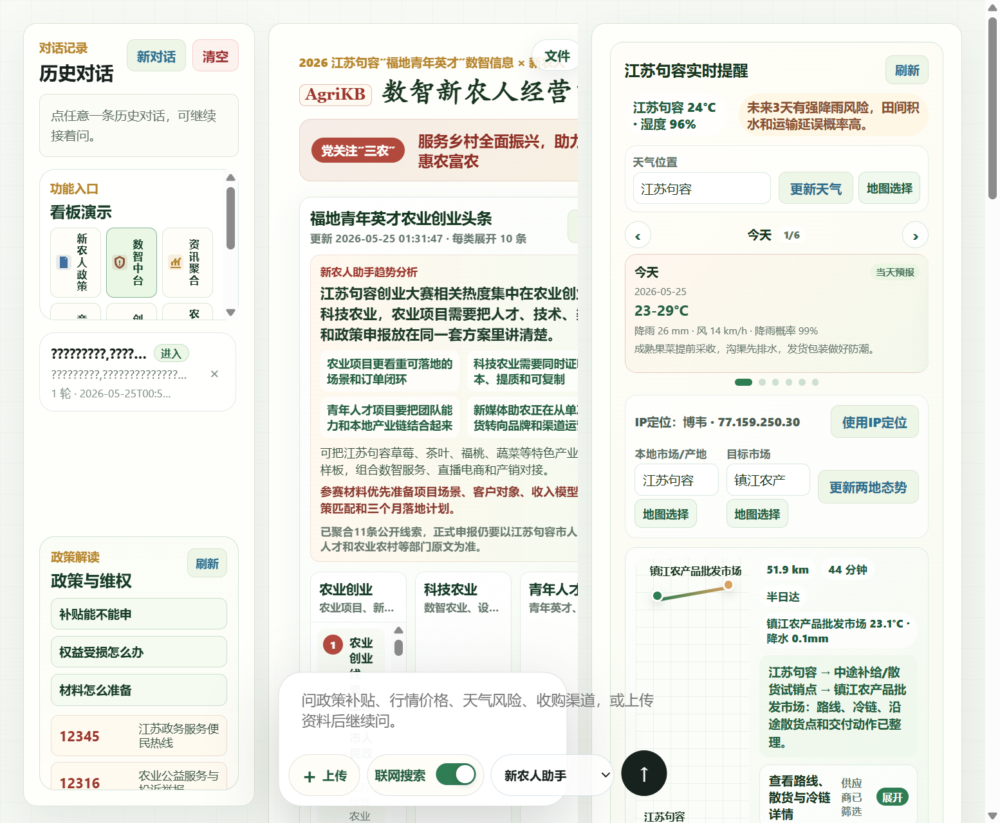 对话记录
历史对话
新对话
清空
点任意一条历史对话，可继续
接着问。
功能入口
看板演示
新农人政策
数智中台
资讯聚合
?????????,????...
进入
?????????,??????????????...
×
1 轮 · 2026-05-25T00:5...
政策解读
政策与维权
刷新
补贴能不能申
权益受损怎么办
材料怎么准备
12345
江苏政务服务便
民热线
12316
农业公益服务与
投诉举报
文件
2026 江苏句容“福地青年英才”数智信息 × 新农人
AgriKB
数智新农人经营
党关注“三农”
服务乡村全面振兴，助力
惠农富农
福地青年英才农业创业头条
更新 2026-05-25 01:31:47 · 每类展开 10 条
新农人助手趋势分析
江苏句容创业大赛相关热度集中在农业创业
科技农业，农业项目需要把人才、技术、
和政策申报放在同一套方案里讲清楚。
农业项目更看重可落地的
场景和订单闭环
科技农业需要同时证
本、提质和可复制
青年人才项目要把团队能
力和本地产业链结合起来
新媒体助农正在从单
货转向品牌和渠道运
可把江苏句容草莓、茶叶、福桃、蔬菜等特色产业
样板，组合数智服务、直播电商和产销对接。
参赛材料优先准备项目场景、客户对象、收入模型
策匹配和三个月落地计划。
已聚合11条公开线索，正式申报仍要以江苏句容市人
人才和农业农村等部门原文为准。
农业创业
农业项目、新...
科技农业
数智农业、设...
青年人才
青年英才、
1
农业
创业
线
市人
民政
农业
问政策补贴、行情价格、天气风险、收购渠道，或上传
资料后继续问。
+ 上传
联网搜索
新农人助手
↑
江苏句容实时提醒
刷新
江苏句容 24°C
· 湿度 96%
未来3天有强降雨风险，田间积
水和运输延误概率高。
天气位置
江苏句容
更新天气
地图选择
‹
今天 1/6
›
今天
当天预报
2026-05-25
23-29°C
降雨 26 mm · 风 14 km/h · 降雨概率 99%
成熟果菜提前采收，沟渠先排水，发货包装做好防潮。
IP定位：博韦 · 77.159.250.30
使用IP定位
本地市场/产地
目标市场
江苏句容
镇江农产
更新两地态势
地图选择
地图选择
镇江农产品批发市场
江苏句容
51.9 km
44 分钟
半日达
镇江农产品批发市场 23.1°C ·
降水 0.1mm
江苏句容 → 中途补给/散
货试销点 → 镇江农产品批
发市场：路线、冷链、沿
途散货点和交付动作已整
理。
查看路线、
散货与冷链
详情
供应
商已
筛选
展开